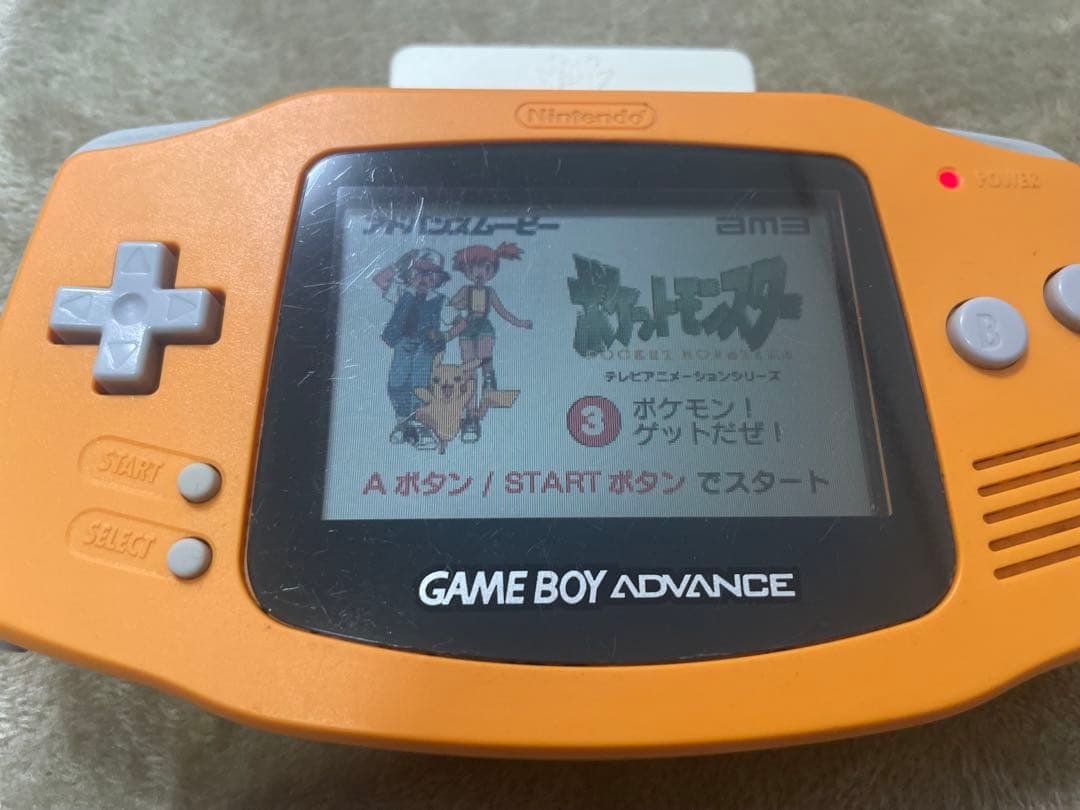 Nintendo
POWER
アドバンスムービー
am3
ポケットモンスター
POCKET MONSTERS
テレビアニメーションシリーズ
3 ポケモン!
ゲットだぜ!
Aボタン / STARTボタン でスタート
B
START
SELECT
GAME BOY ADVANCE